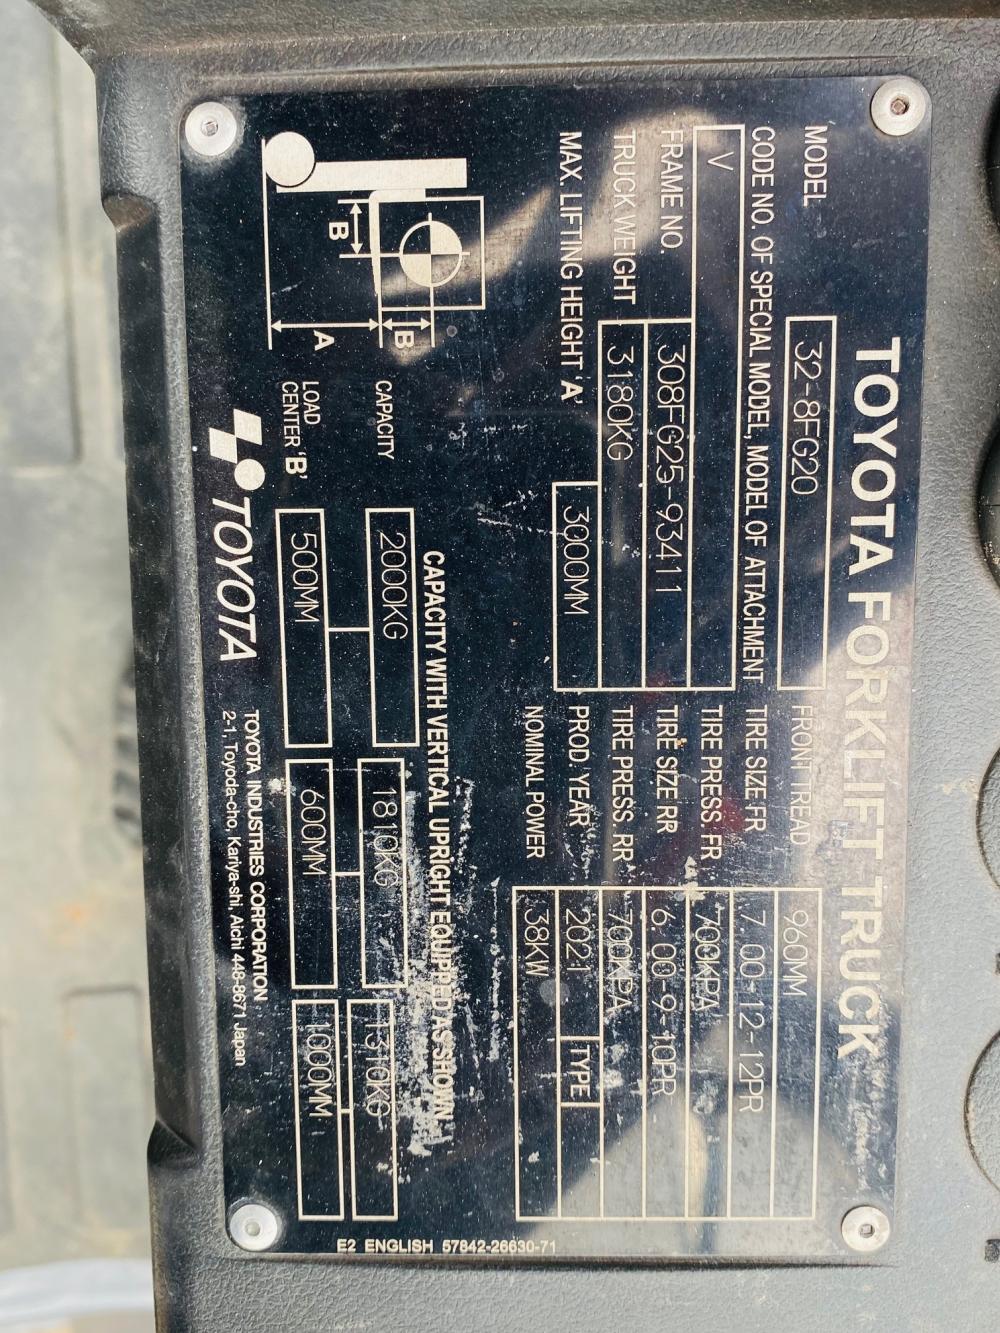 TOYOTA FORKLIFT TRUCK
MODEL 32-8FG20
CODE NO. OF SPECIAL MODEL, MODEL OF ATTACHMENT
V
FRAME NO. 308FG25-93411
TRUCK WEIGHT 3180KG
MAX. LIFTING HEIGHT 'A' 3000MM
FRONT TREAD 960MM
TIRE SIZE FR 7.00-12-12PR
TIRE PRESS. FR 700KPA
TIRE SIZE RR 6.00-9-10PR
TIRE PRESS. RR 700KPA
PROD. YEAR 2021 TYPE
NOMINAL POWER 38KW
B
B
A
CAPACITY WITH VERTICAL UPRIGHT EQUIPPED AS SHOWN
CAPACITY 2000KG 1810KG 1310KG
LOAD CENTER 'B' 500MM 600MM 1000MM
TOYOTA
TOYOTA INDUSTRIES CORPORATION
2-1, Toyoda-cho, Kariya-shi, Aichi 448-8671 Japan
E2 ENGLISH 57842-26630-71